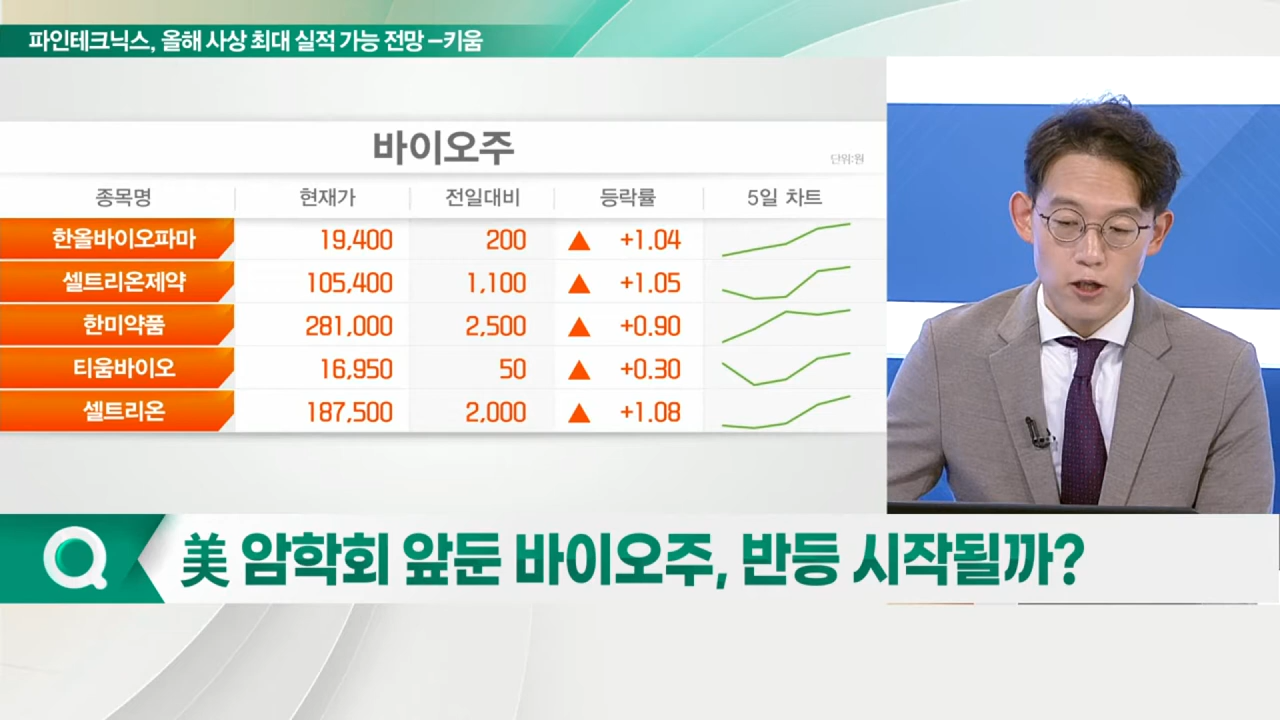 파인테크닉스, 올해 사상 최대 실적 가능 전망 –키움
바이오주
단위:원
종목명 현재가 전일대비 등락률 5일 차트
한올바이오파마 19,400 200 ▲ +1.04
셀트리온제약 105,400 1,100 ▲ +1.05
한미약품 281,000 2,500 ▲ +0.90
티움바이오 16,950 50 ▲ +0.30
셀트리온 187,500 2,000 ▲ +1.08
美 암학회 앞둔 바이오주, 반등 시작될까?